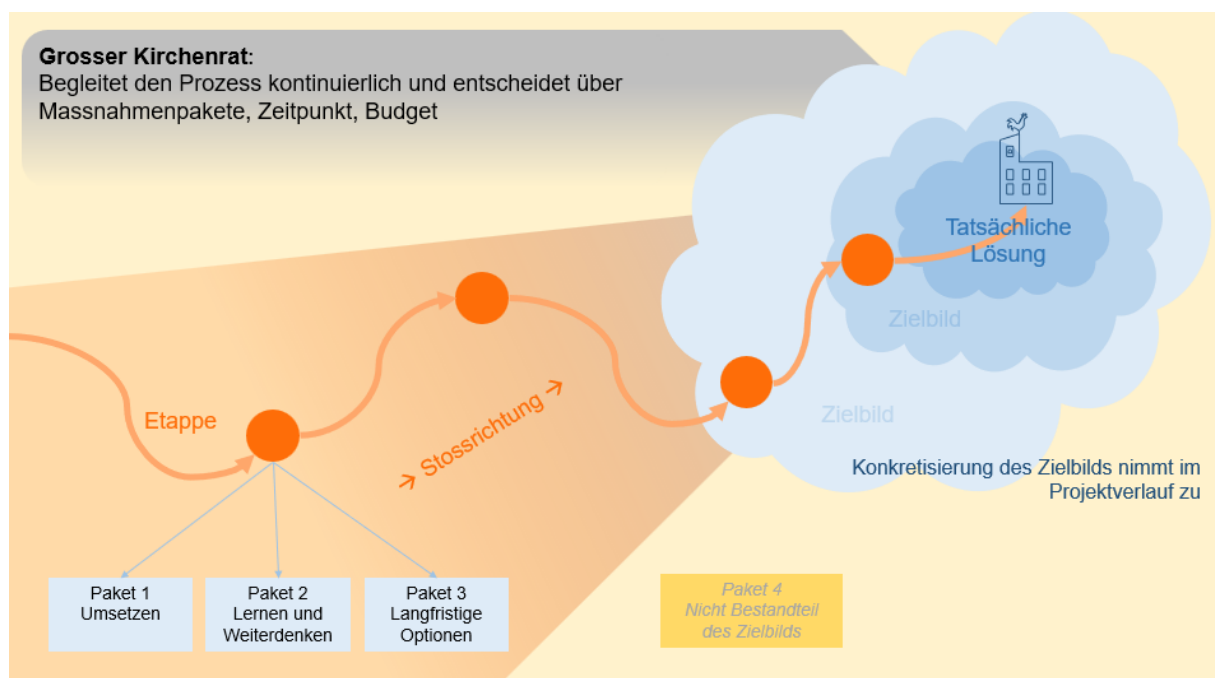 Grosser Kirchenrat:
Begleitet den Prozess kontinuierlich und entscheidet über
Massnahmenpakete, Zeitpunkt, Budget
Tatsächliche
Lösung
Zielbild
Zielbild
Etappe
→ Stossrichtung →
Konkretisierung des Zielbilds nimmt im
Projektverlauf zu
Paket 1
Umsetzen
Paket 2
Lernen und
Weiterdenken
Paket 3
Langfristige
Optionen
Paket 4
Nicht Bestandteil
des Zielbilds